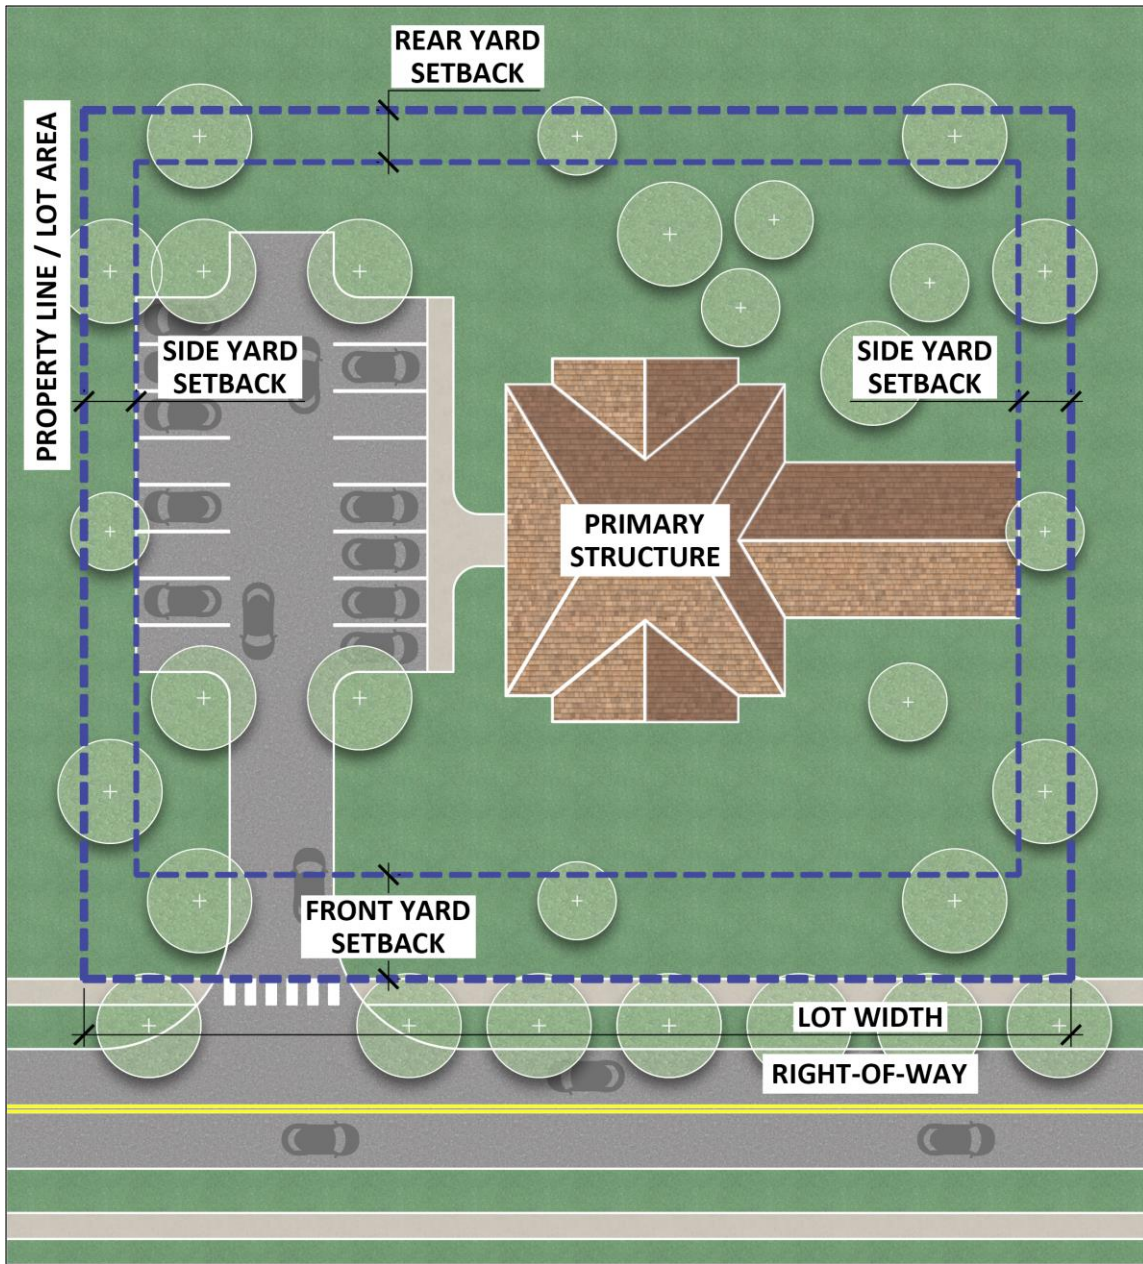 REAR YARD
SETBACK
PROPERTY LINE / LOT AREA
SIDE YARD
SETBACK
SIDE YARD
SETBACK
PRIMARY
STRUCTURE
FRONT YARD
SETBACK
LOT WIDTH
RIGHT-OF-WAY